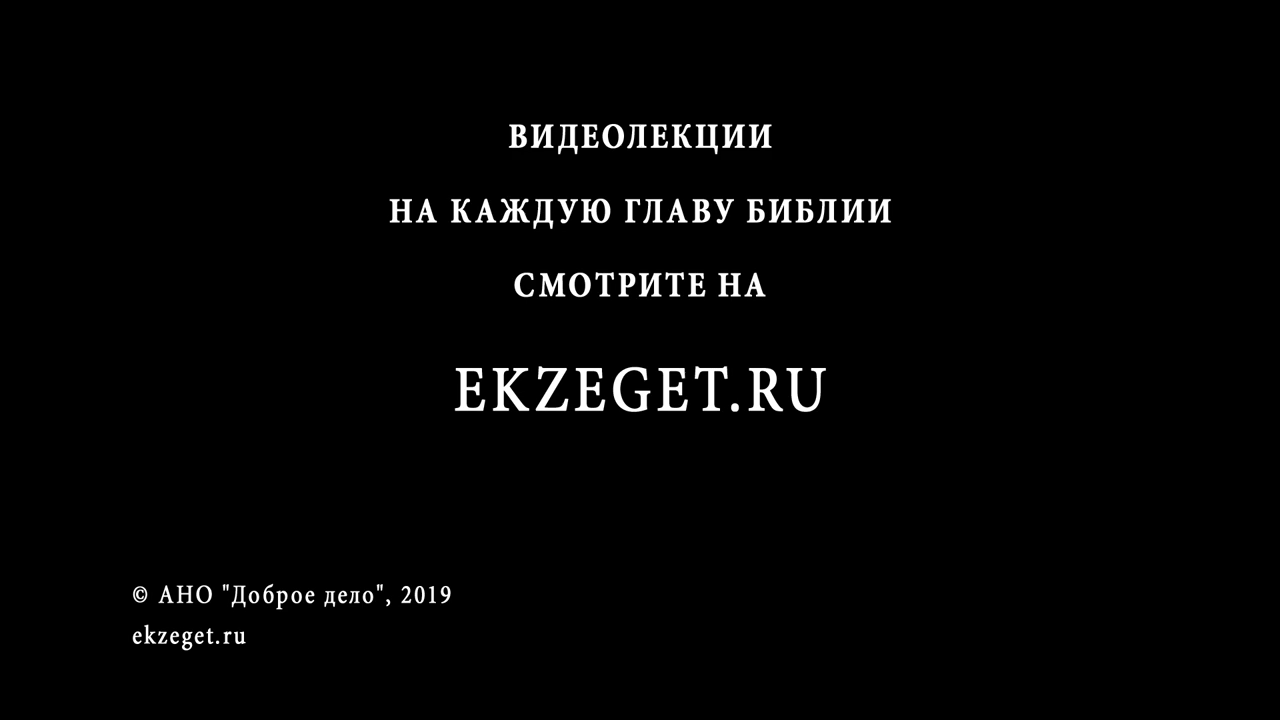 ВИДЕОЛЕКЦИИ
НА КАЖДУЮ ГЛАВУ БИБЛИИ
СМОТРИТЕ НА
EKZEGET.RU
© АНО "Доброе дело", 2019
ekzeget.ru